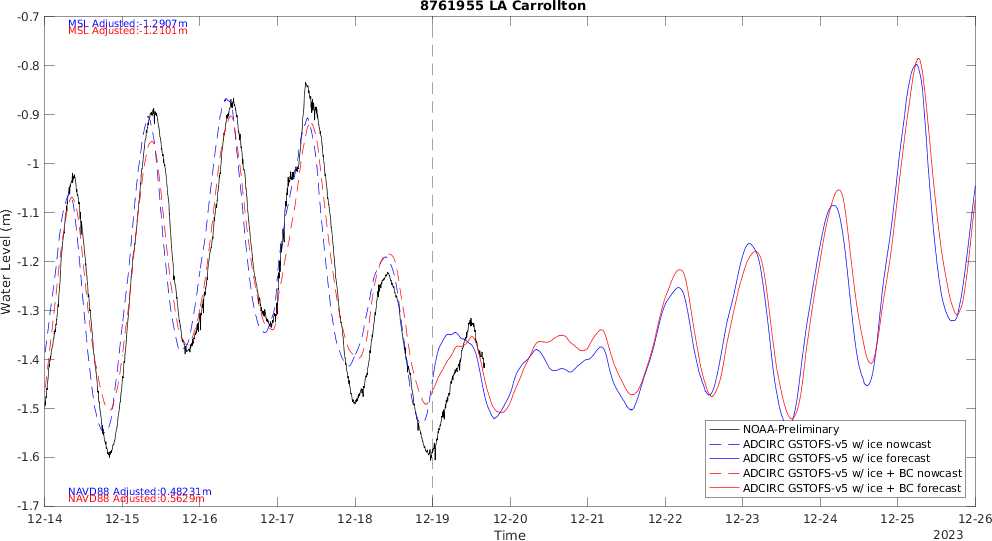 8761955 LA Carrollton
MSL Adjusted:-1.2907m
MSL Adjusted:-1.2101m
-0.7
-0.8
-0.9
-1
-1.1
-1.2
-1.3
-1.4
-1.5
-1.6
-1.7
Water Level (m)
NAVD88 Adjusted:0.48231m
NAVD88 Adjusted:0.5629m
NOAA-Preliminary
ADCIRC GSTOFS-v5 w/ ice nowcast
ADCIRC GSTOFS-v5 w/ ice forecast
ADCIRC GSTOFS-v5 w/ ice + BC nowcast
ADCIRC GSTOFS-v5 w/ ice + BC forecast
12-14 12-15 12-16 12-17 12-18 12-19 12-20 12-21 12-22 12-23 12-24 12-25 12-26
Time
2023